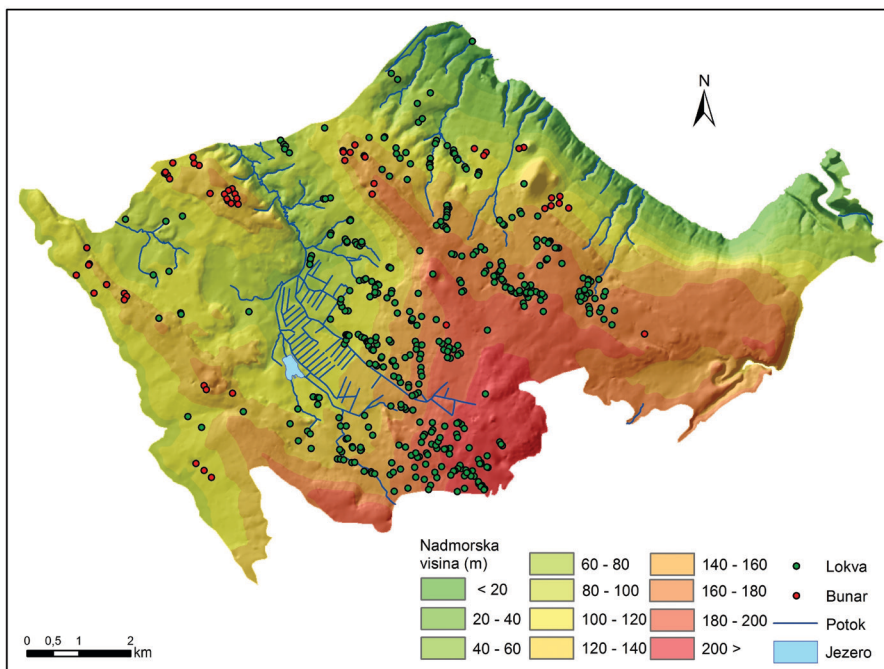 N
Nadmorska
visina (m)
< 20
20 - 40
40 - 60
60 - 80
80 - 100
100 - 120
120 - 140
140 - 160
160 - 180
180 - 200
200 >
Lokva
Bunar
Potok
Jezero
0 0,5 1 2
km